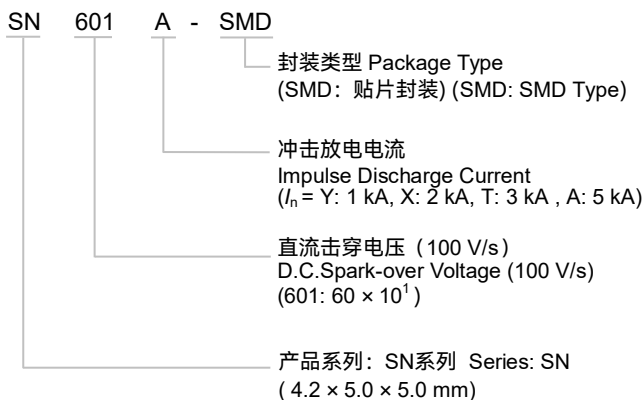 SN 601 A - SMD
封装类型 Package Type
(SMD：贴片封装) (SMD: SMD Type)
冲击放电电流
Impulse Discharge Current
(Iₙ = Y: 1 kA, X: 2 kA, T: 3 kA , A: 5 kA)
直流击穿电压（100 V/s）
D.C.Spark-over Voltage (100 V/s)
(601: 60 × 10¹ )
产品系列：SN系列 Series: SN
( 4.2 × 5.0 × 5.0 mm)